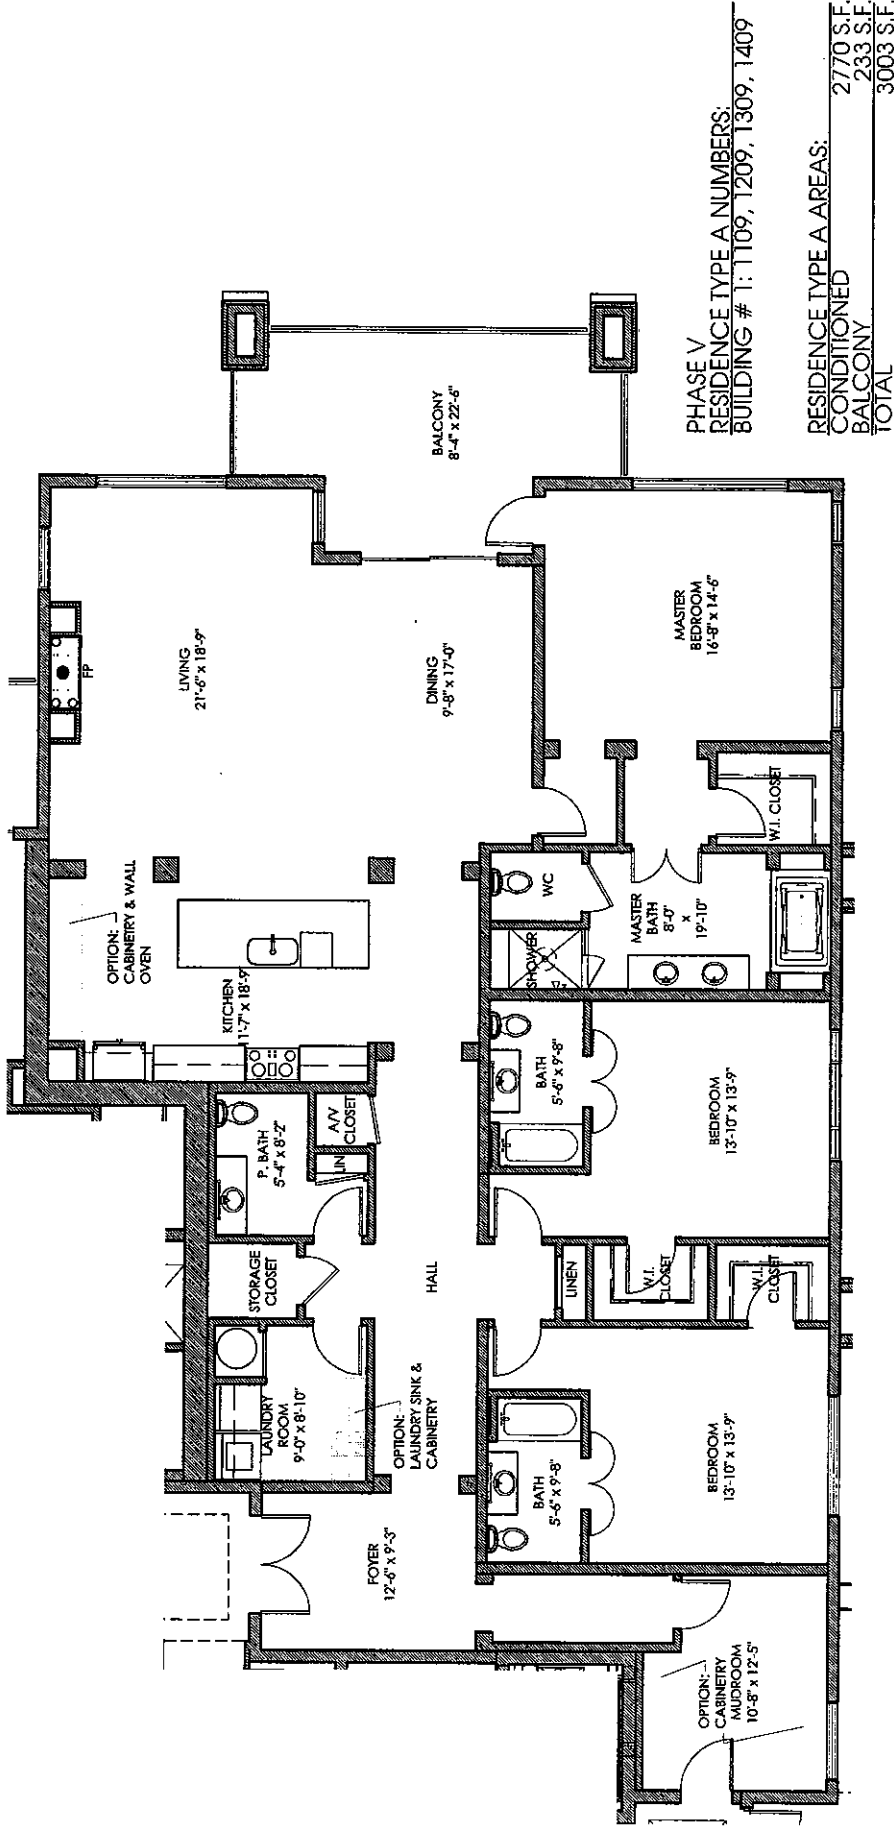 BALCONY
8'-4" x 22'-6"
LIVING
21'-6" x 18'-9"
FP
DINING
9'-8" x 17'-0"
MASTER
BEDROOM
16'-8" x 14'-6"
W.I. CLOSET
OPTION:
CABINETRY & WALL
OVEN
KITCHEN
11'-7" x 18'-9"
WC
SHOWER
MASTER
BATH
8'-0"
x
19'-10"
A/V
CLOSET
LIN
P. BATH
5'-4" x 8'-2"
BATH
5'-6" x 9'-8"
BEDROOM
13'-10" x 13'-9"
STORAGE
CLOSET
HALL
LINEN
W.I.
CLOSET
W.I.
CLOSET
LAUNDRY
ROOM
9'-0" x 8'-10"
OPTION:
LAUNDRY SINK &
CABINETRY
BATH
5'-6" x 9'-8"
BEDROOM
13'-10" x 13'-9"
FOYER
12'-6" x 9'-3"
OPTION:
CABINETRY
MUDROOM
10'-8" x 12'-5"
PHASE V
RESIDENCE TYPE A NUMBERS:
BUILDING # 1: 1109, 1209, 1309, 1409
RESIDENCE TYPE A AREAS:
CONDITIONED 2770 S.F.
BALCONY 233 S.F.
TOTAL 3003 S.F.